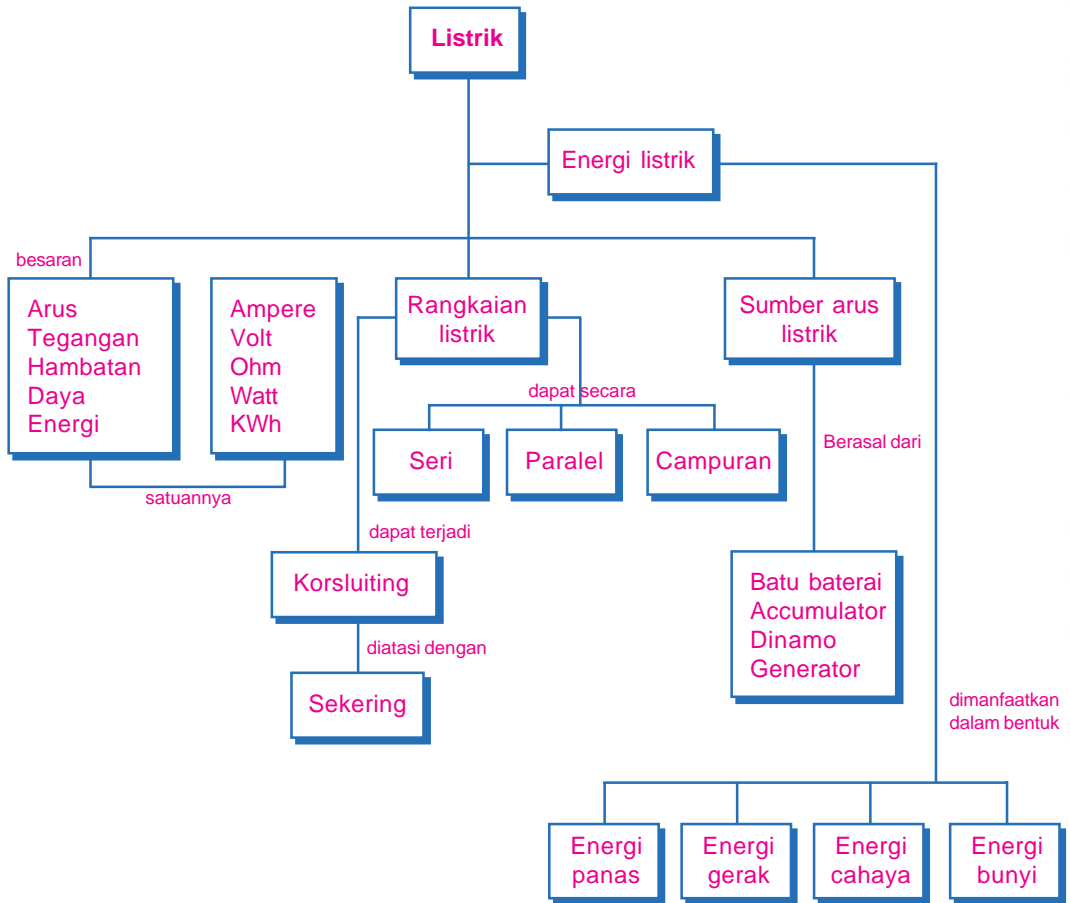 Listrik
Energi listrik
besaran
Arus
Tegangan
Hambatan
Daya
Energi
Ampere
Volt
Ohm
Watt
KWh
satuannya
Rangkaian
listrik
dapat secara
Seri
Paralel
Campuran
dapat terjadi
Korsluiting
diatasi dengan
Sekering
Sumber arus
listrik
Berasal dari
Batu baterai
Accumulator
Dinamo
Generator
dimanfaatkan
dalam bentuk
Energi
panas
Energi
gerak
Energi
cahaya
Energi
bunyi